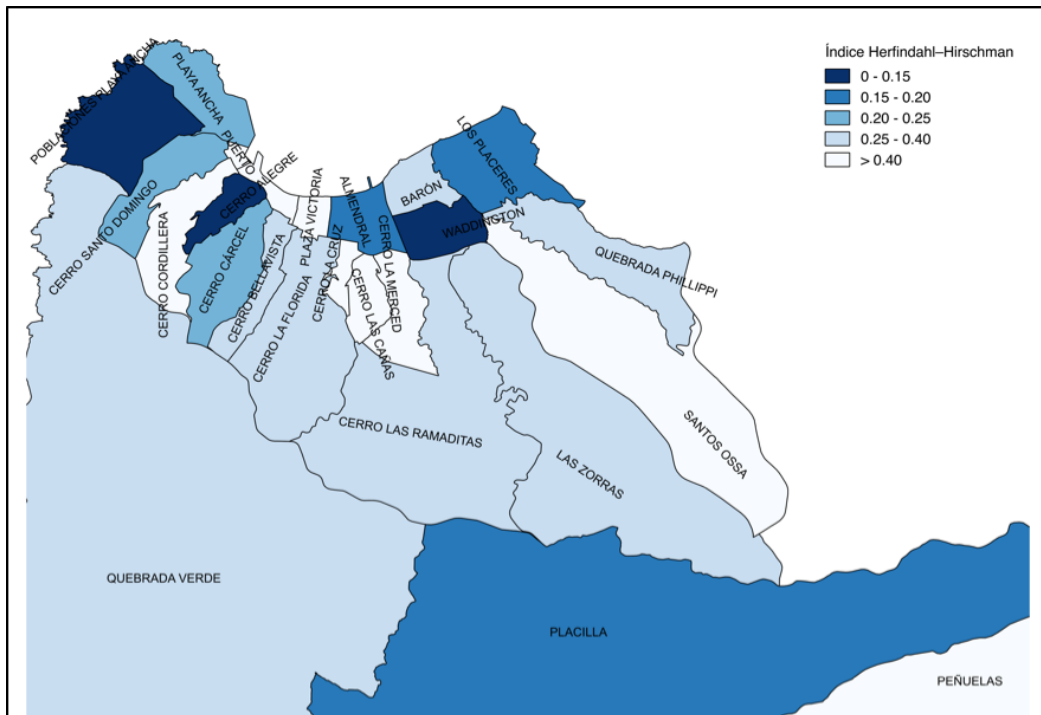 Índice Herfindahl–Hirschman
0 - 0.15
0.15 - 0.20
0.20 - 0.25
0.25 - 0.40
> 0.40
POBLACIONES PLAYA ANCHA
PLAYA ANCHA
PUERTO
CERRO ALEGRE
CERRO SANTO DOMINGO
CERRO CORDILLERA
CERRO CÁRCEL
CERRO BELLAVISTA
PLAZA VICTORIA
CERRO LA FLORIDA
CERRO LA CRUZ
ALMENDRAL
CERRO LA MERCED
CERRO LAS CAÑAS
BARÓN
LOS PLACERES
WADDINGTON
QUEBRADA PHILLIPPI
SANTOS OSSA
CERRO LAS RAMADITAS
LAS ZORRAS
QUEBRADA VERDE
PLACILLA
PEÑUELAS